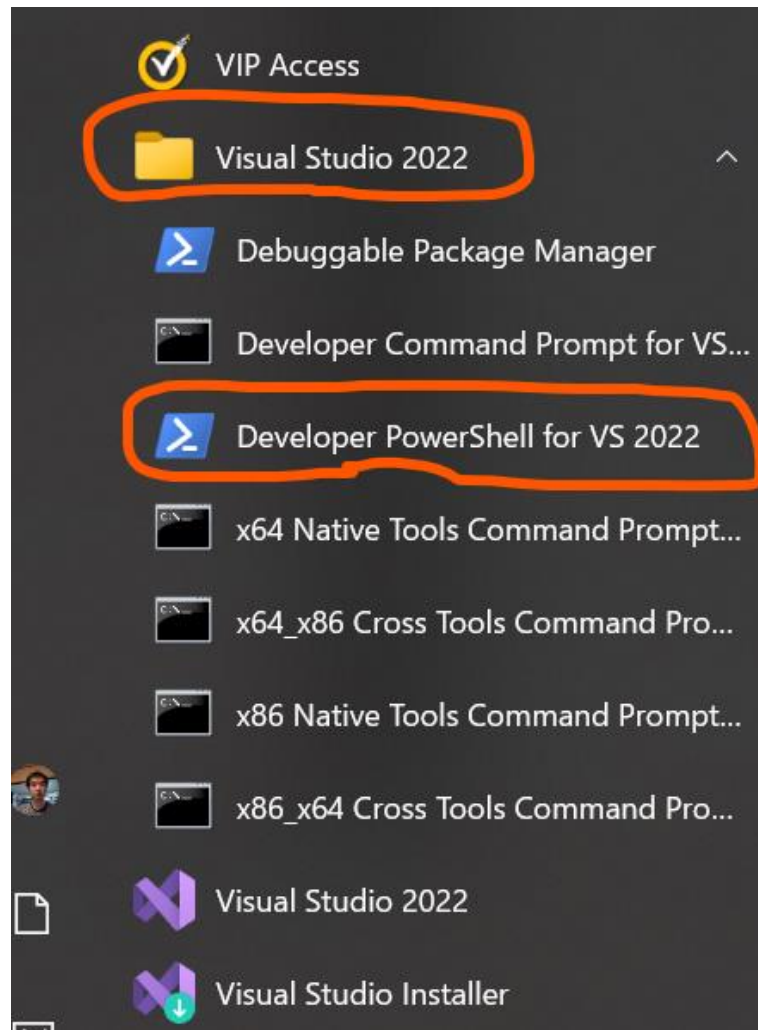 VIP Access
Visual Studio 2022
Debuggable Package Manager
Developer Command Prompt for VS...
Developer PowerShell for VS 2022
x64 Native Tools Command Prompt...
x64_x86 Cross Tools Command Pro...
x86 Native Tools Command Prompt...
x86_x64 Cross Tools Command Pro...
Visual Studio 2022
Visual Studio Installer